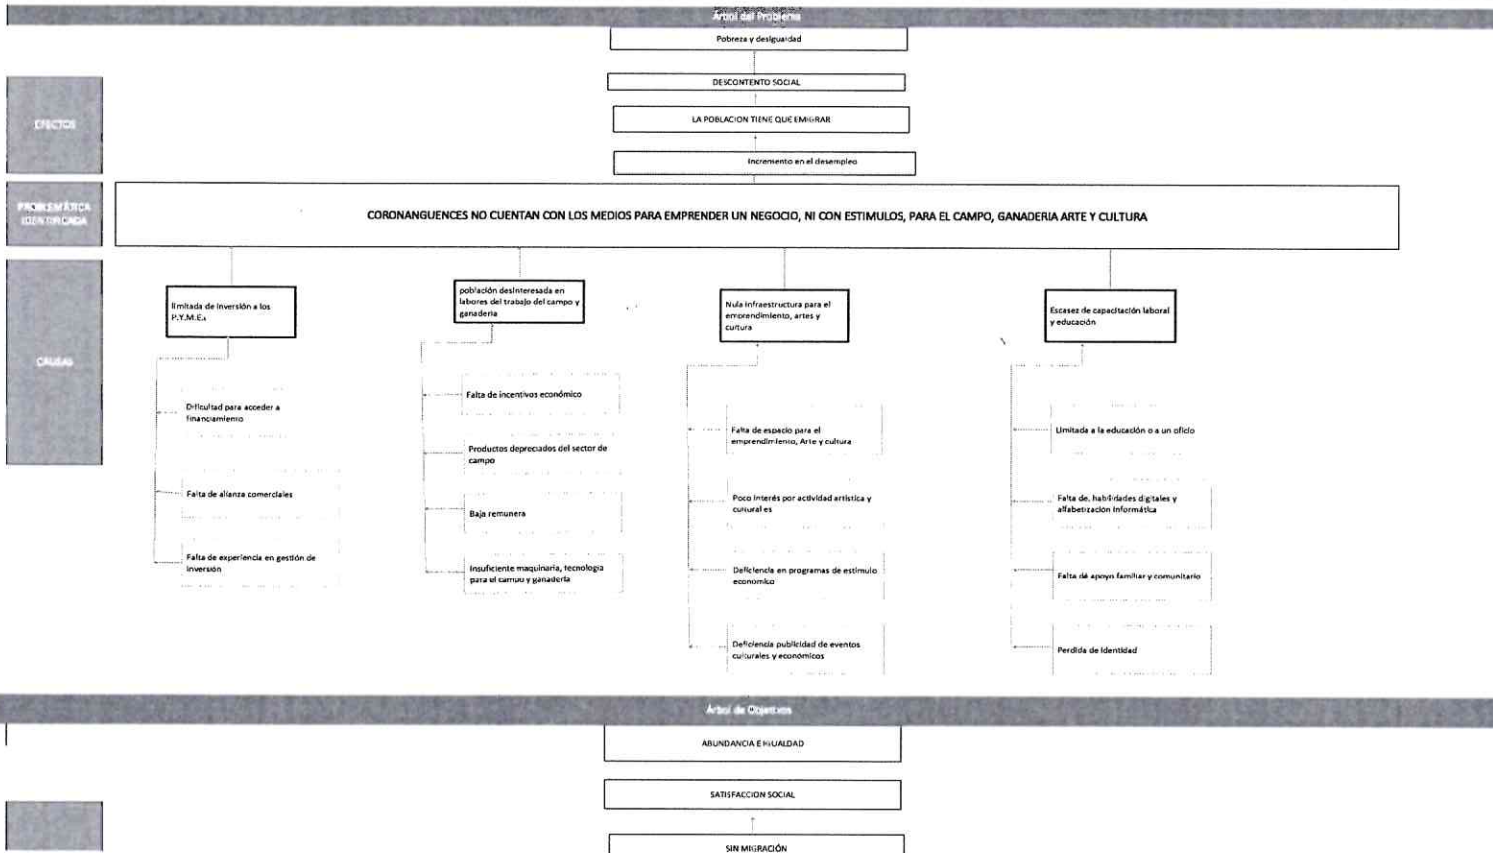 Árbol del Problema
Pobreza y desigualdad
DESCONTENTO SOCIAL
EFECTOS
LA POBLACION TIENE QUE EMIGRAR
Incremento en el desempleo
PROBLEMÁTICA
IDENTIFICADA
CORONANGUENCES NO CUENTAN CON LOS MEDIOS PARA EMPRENDER UN NEGOCIO, NI CON ESTIMULOS, PARA EL CAMPO, GANADERIA ARTE Y CULTURA
CAUSAS
limitada de inversión a los
P.Y.M.E.s
población desinteresada en
labores del trabajo del campo y
ganadería
Nula infraestructura para el
emprendimiento, artes y
cultura
Escasez de capacitación laboral
y educación
Dificultad para acceder a
financiamiento
Falta de alianza comerciales
Falta de experiencia en gestión de
inversión
Falta de incentivos económico
Productos depreciados del sector de
campo
Baja remunera
Insuficiente maquinaria, tecnología
para el campo y ganadería
Falta de espacio para el
emprendimiento, Arte y cultura
Poco interés por actividad artística y
cultural es
Deficiencia en programas de estímulo
economico
Deficiencia publicidad de eventos
culturales y económicos
Limitada a la educación o a un oficio
Falta de, habilidades digitales y
alfabetización informática
Falta de apoyo familiar y comunitario
Perdida de identidad
Árbol de Objetivos
ABUNDANCIA E IGUALDAD
SATISFACCION SOCIAL
SIN MIGRACIÓN